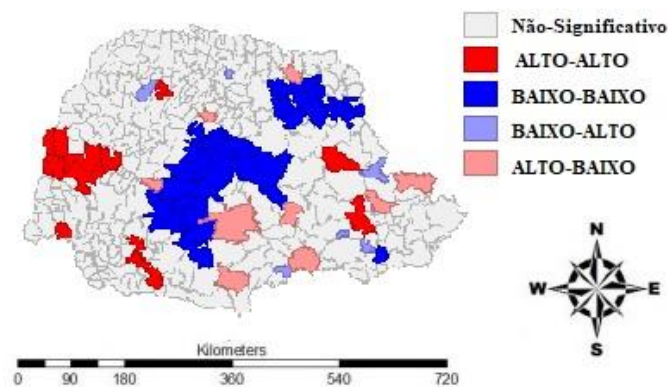 Não-Significativo
ALTO-ALTO
BAIXO-BAIXO
BAIXO-ALTO
ALTO-BAIXO
N
W E
S
Kilometers
0 90 180 360 540 720